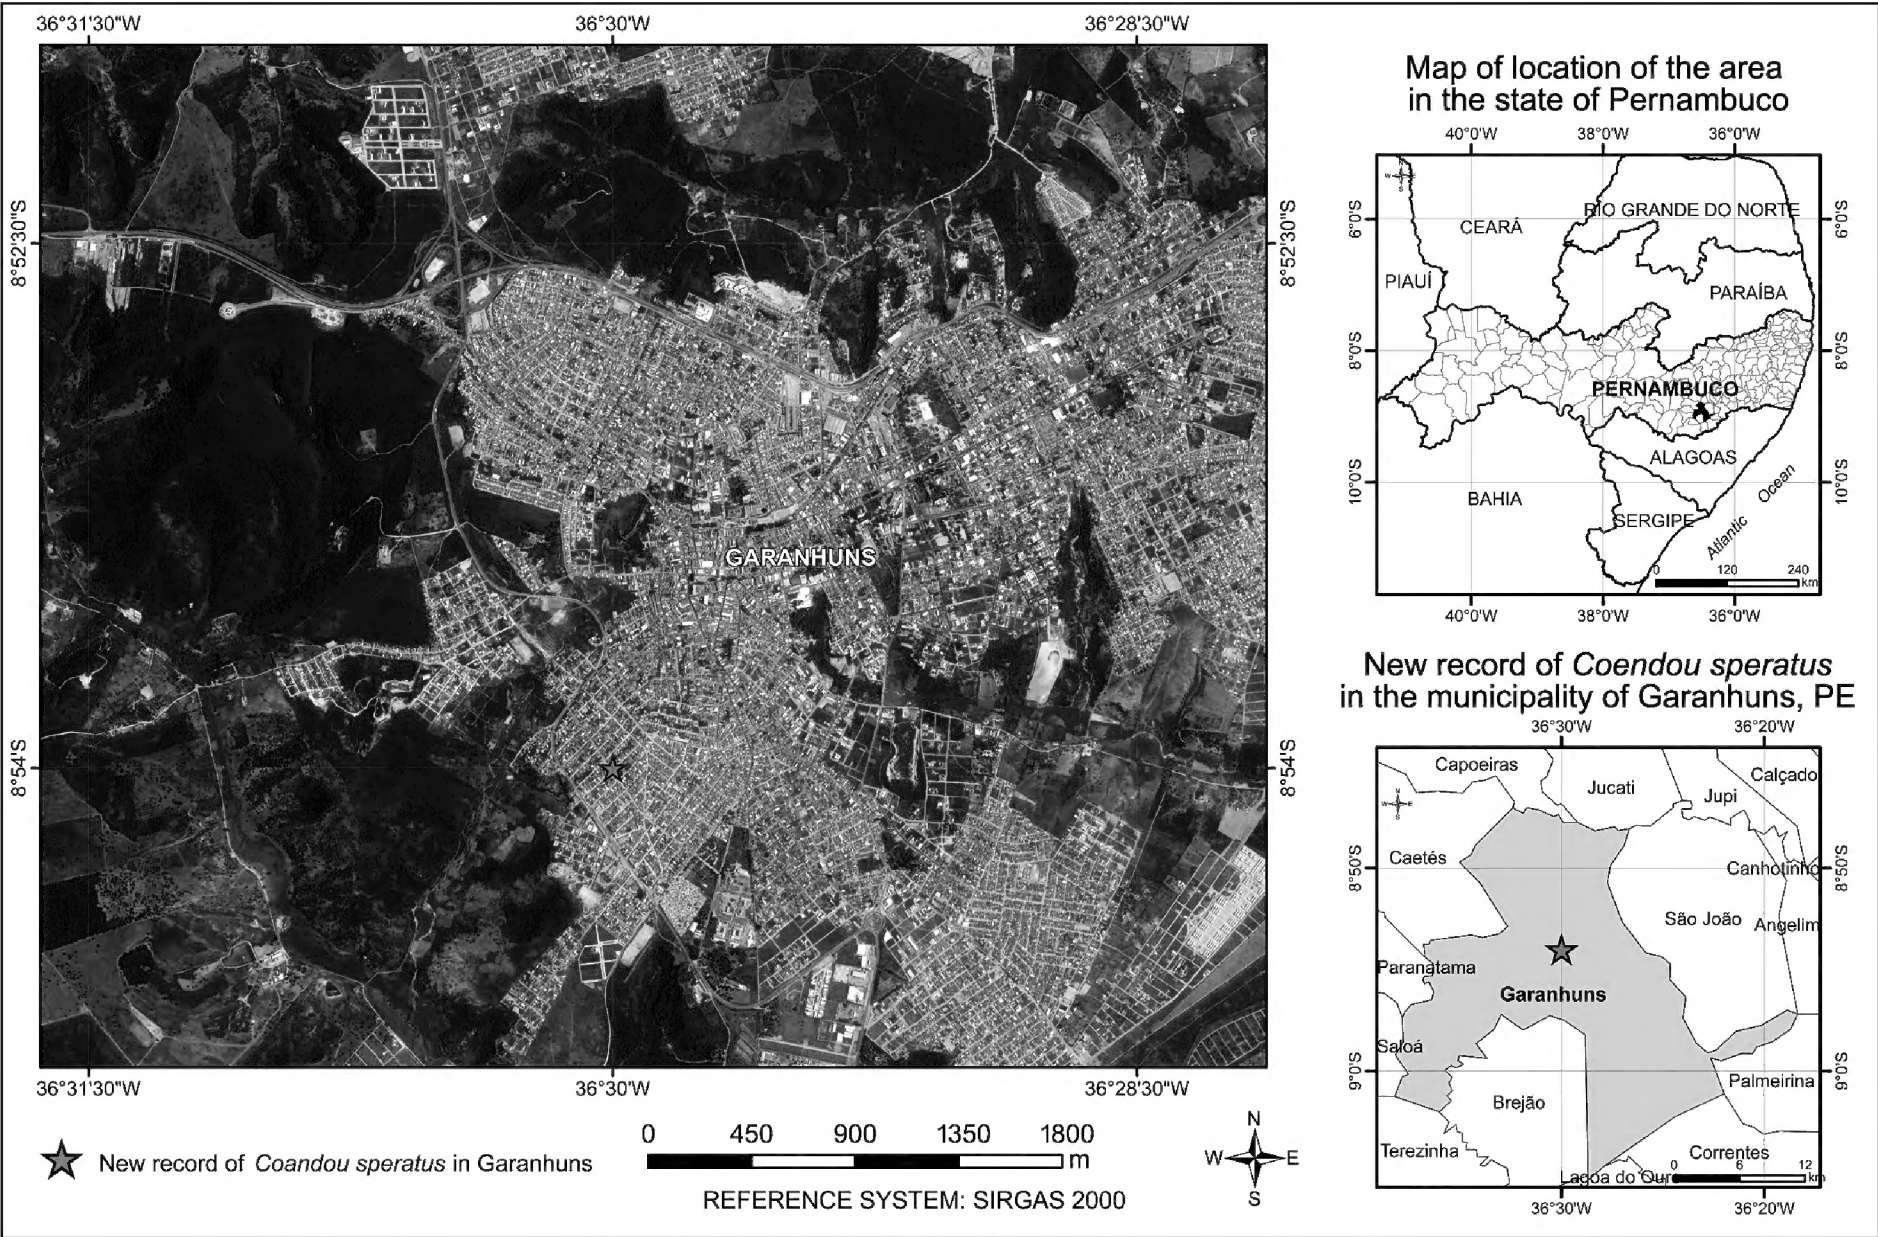 36°31'30"W 36°30'W 36°28'30"W
8°52'30"S 8°52'30"S
GARANHUNS
8°54'S 8°54'S
36°31'30"W 36°30'W 36°28'30"W
New record of Coandou speratus in Garanhuns
0 450 900 1350 1800
m
REFERENCE SYSTEM: SIRGAS 2000
N
W E
S
Map of location of the area
in the state of Pernambuco
40°0'W 38°0'W 36°0'W
N
W E
S
6°0'S 6°0'S
RIO GRANDE DO NORTE
CEARÁ
PIAUÍ
PARAÍBA
8°0'S 8°0'S
PERNAMBUCO
ALAGOAS
10°0'S 10°0'S
BAHIA
SERGIPE
Atlantic Ocean
0 120 240
km
40°0'W 38°0'W 36°0'W
New record of Coendou speratus
in the municipality of Garanhuns, PE
36°30'W 36°20'W
Capoeiras
Calçado
Jucati
Jupi
N
W E
S
Caetés
8°50'S 8°50'S
Canhotinho
São João
Angelim
Paranatama
Garanhuns
Saloá
9°0'S 9°0'S
Palmeirina
Brejão
Terezinha
Correntes
Lagoa do Our
0 6 12
km
36°30'W 36°20'W